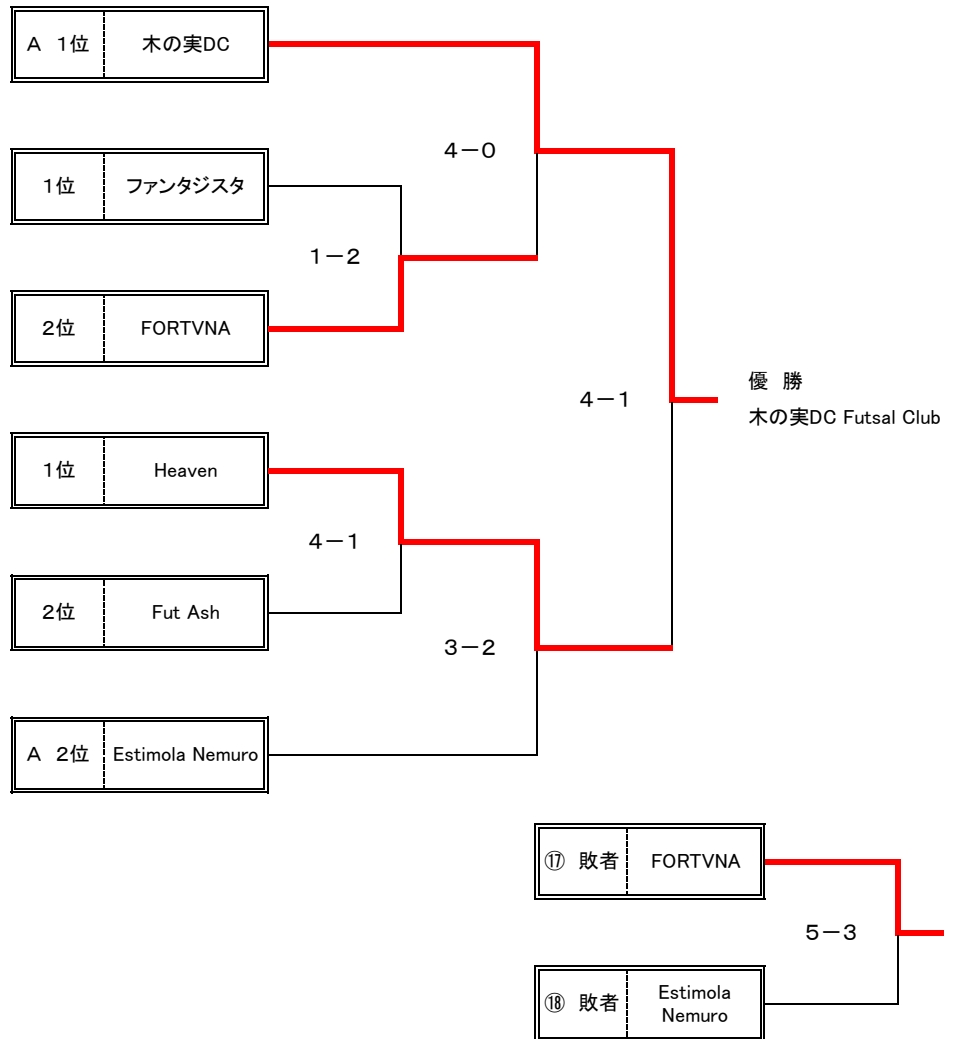 A 1位 木の実DC
4-0
1位 ファンタジスタ
1-2
2位 FORTVNA
優 勝
4-1
木の実DC Futsal Club
1位 Heaven
4-1
2位 Fut Ash
3-2
A 2位 Estimola Nemuro
⑰ 敗者 FORTVNA
5-3
⑱ 敗者 Estimola
Nemuro